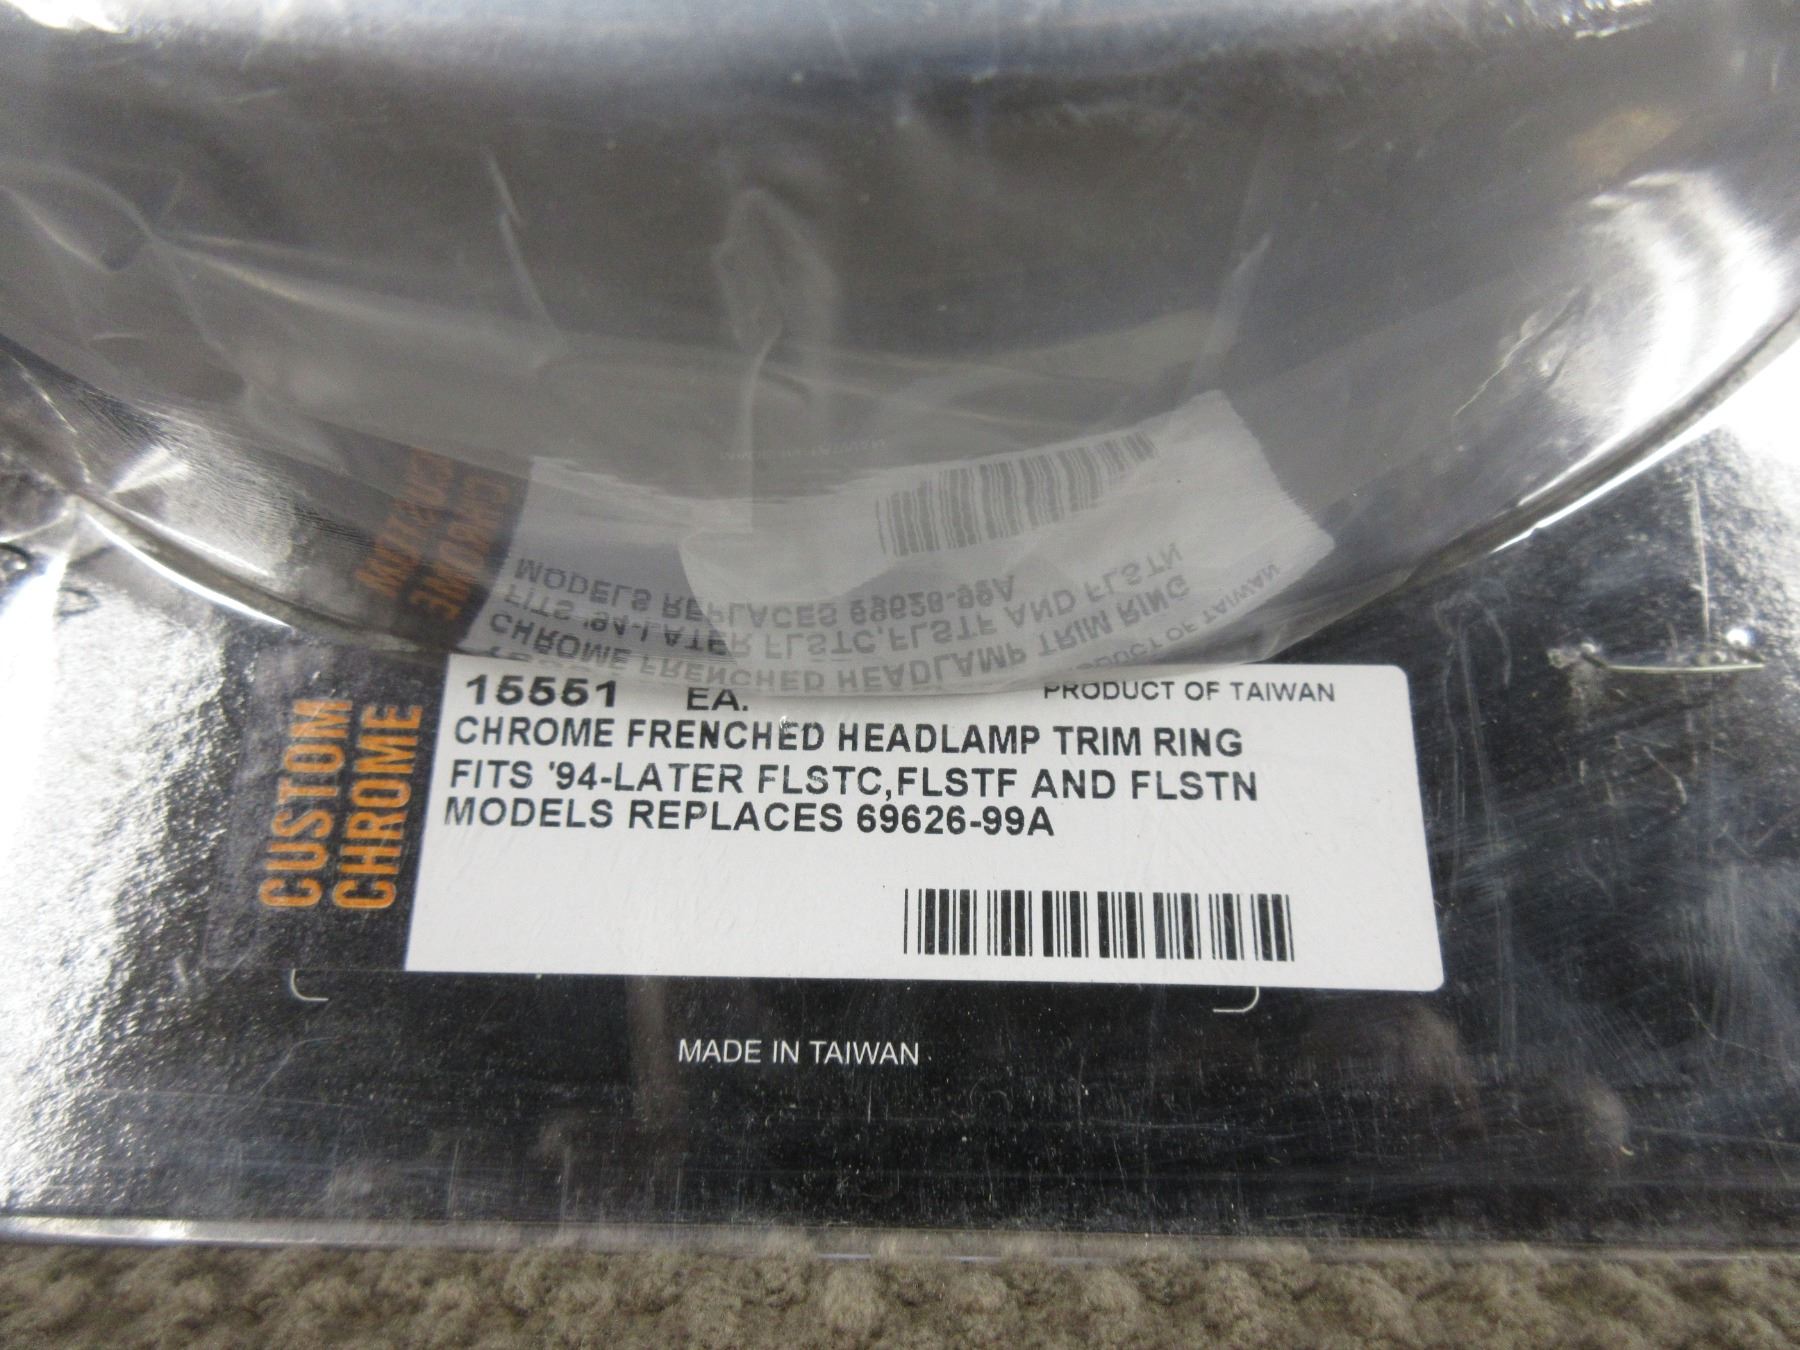 CUSTOM
CHROME
15551 EA. PRODUCT OF TAIWAN
CHROME FRENCHED HEADLAMP TRIM RING
FITS '94-LATER FLSTC,FLSTF AND FLSTN
MODELS REPLACES 69626-99A
MADE IN TAIWAN